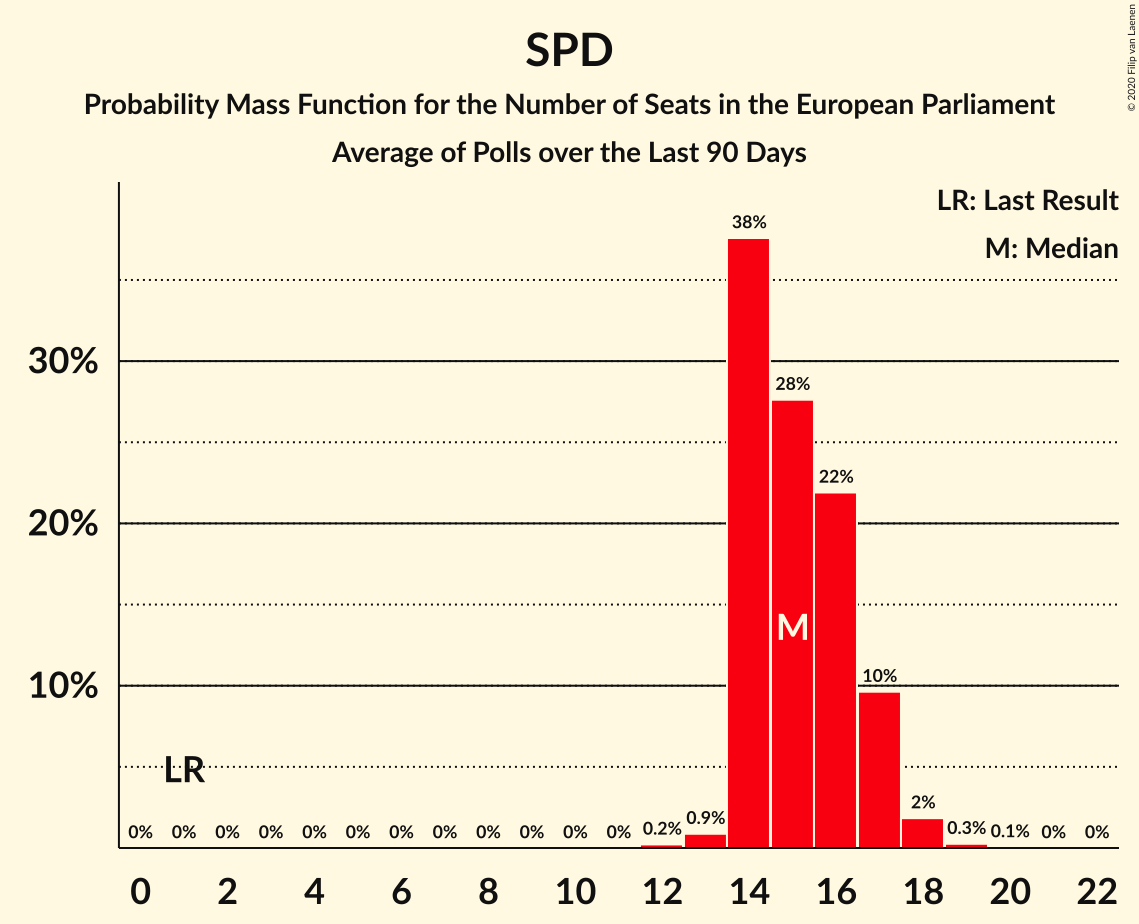 SPD
Probability Mass Function for the Number of Seats in the European Parliament
Average of Polls over the Last 90 Days
© 2020 Filip van Laenen
LR: Last Result
M: Median
38%
30%
28%
22%
20%
M
10%
10%
LR
0% 0% 0% 0% 0% 0% 0% 0% 0% 0% 0% 0% 0.2% 0.9% 2% 0.3% 0.1% 0% 0%
0 2 4 6 8 10 12 14 16 18 20 22